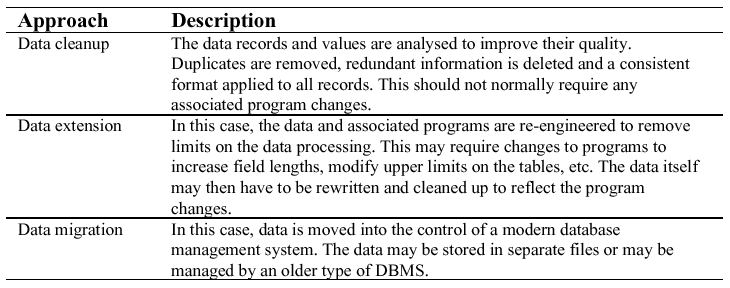 Approach Description
Data cleanup The data records and values are analysed to improve their quality.
Duplicates are removed, redundant information is deleted and a consistent
format applied to all records. This should not normally require any
associated program changes.
Data extension In this case, the data and associated programs are re-engineered to remove
limits on the data processing. This may require changes to programs to
increase field lengths, modify upper limits on the tables, etc. The data itself
may then have to be rewritten and cleaned up to reflect the program
changes.
Data migration In this case, data is moved into the control of a modern database
management system. The data may be stored in separate files or may be
managed by an older type of DBMS.